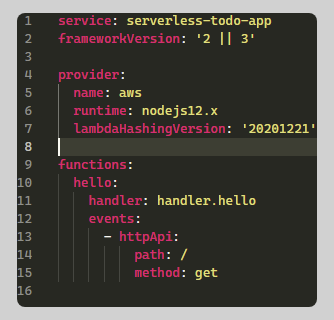 1 service: serverless-todo-app
2 frameworkVersion: '2 || 3'
3
4 provider:
5   name: aws
6   runtime: nodejs12.x
7   lambdaHashingVersion: '20201221'
8
9 functions:
10   hello:
11     handler: handler.hello
12     events:
13       - httpApi:
14           path: /
15           method: get
16